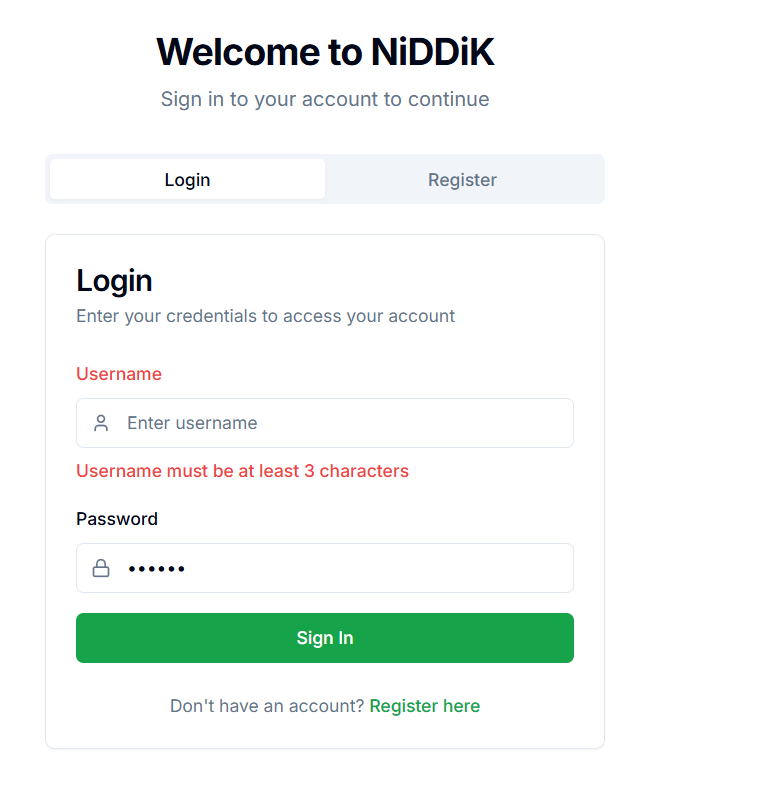 Welcome to NiDDiK
Sign in to your account to continue
Login
Register
Login
Enter your credentials to access your account
Username
Enter username
Username must be at least 3 characters
Password
••••••
Sign In
Don't have an account? Register here